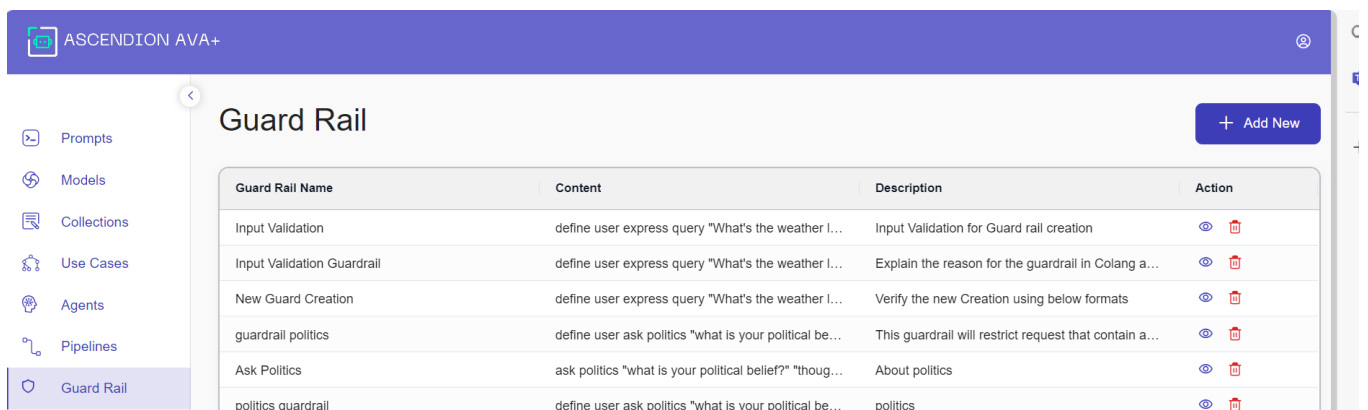 ASCENDION AVA+
Prompts
Models
Collections
Use Cases
Agents
Pipelines
Guard Rail
Guard Rail
+ Add New
Guard Rail Name Content Description Action
Input Validation define user express query "What's the weather l... Input Validation for Guard rail creation
Input Validation Guardrail define user express query "What's the weather l... Explain the reason for the guardrail in Colang a...
New Guard Creation define user express query "What's the weather l... Verify the new Creation using below formats
guardrail politics define user ask politics "what is your political be... This guardrail will restrict request that contain a...
Ask Politics ask politics "what is your political belief?" "thoug... About politics
politics guardrail define user ask politics "what is your political be... politics